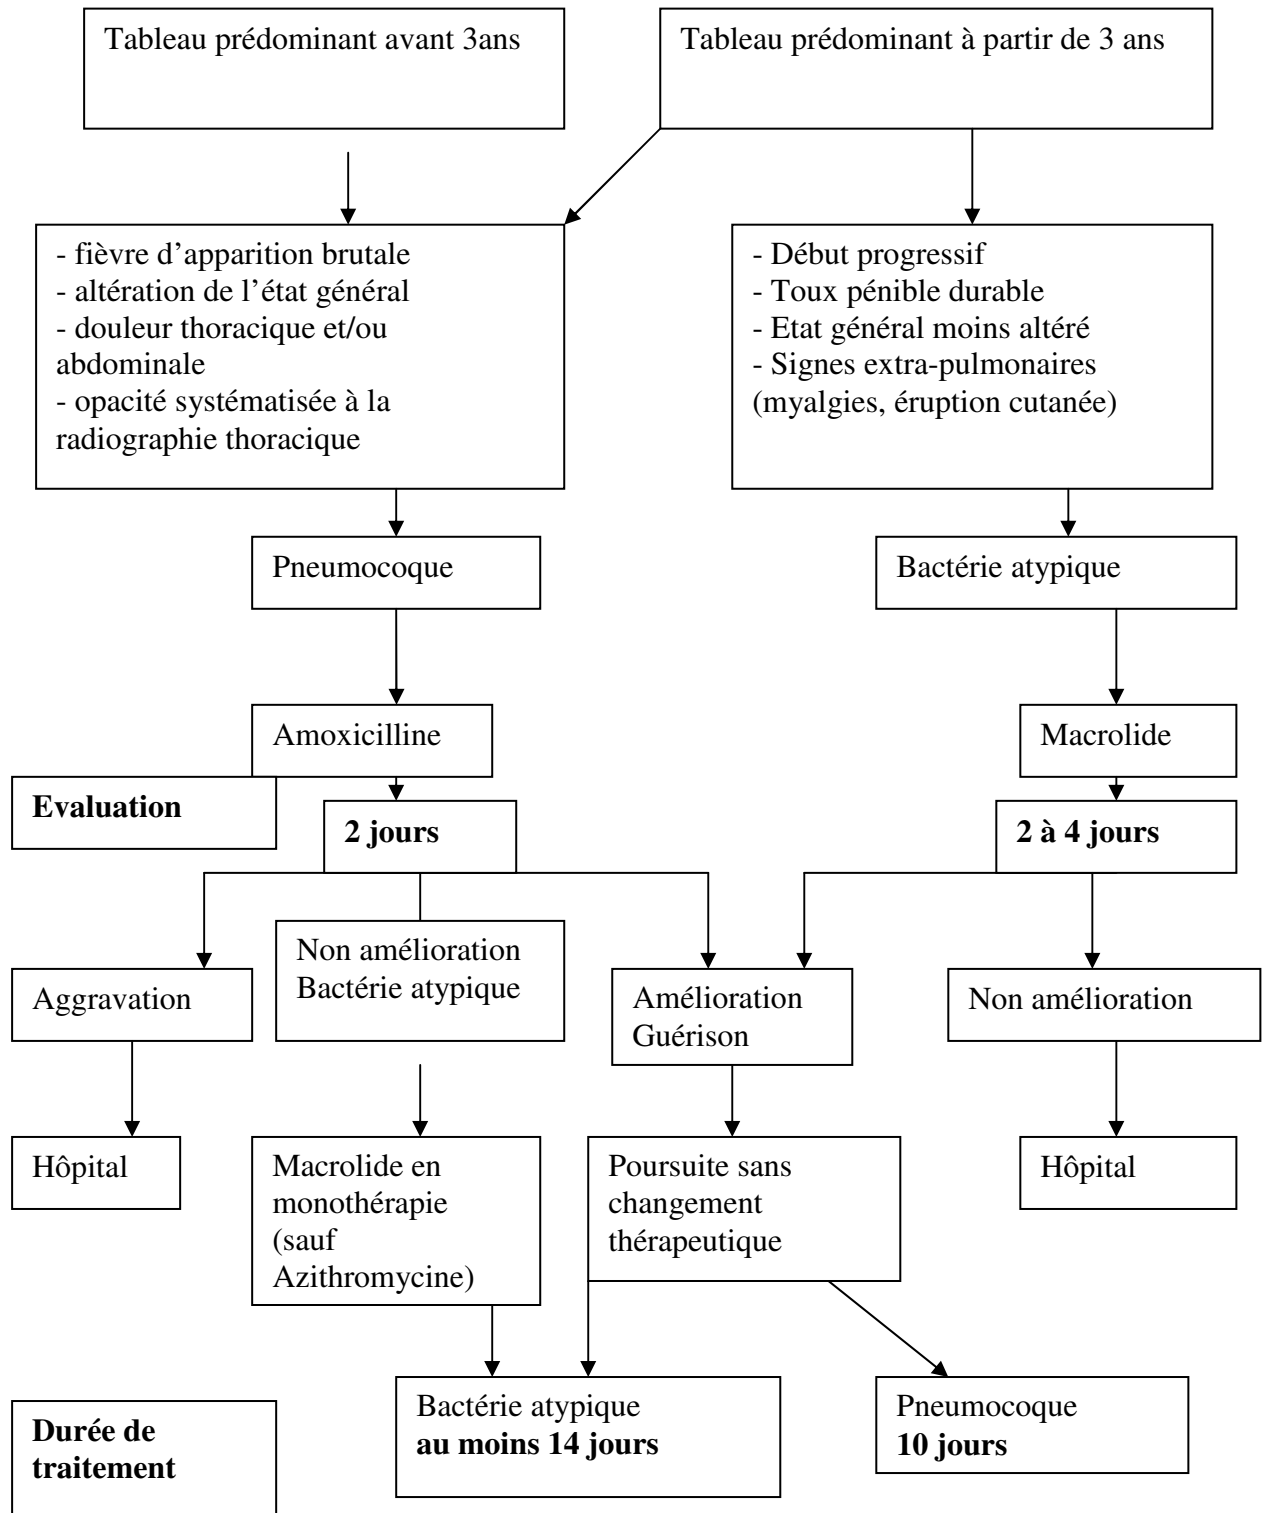 Tableau prédominant avant 3ans
Tableau prédominant à partir de 3 ans
- fièvre d’apparition brutale
- altération de l’état général
- douleur thoracique et/ou
abdominale
- opacité systématisée à la
radiographie thoracique
- Début progressif
- Toux pénible durable
- Etat général moins altéré
- Signes extra-pulmonaires
(myalgies, éruption cutanée)
Pneumocoque
Bactérie atypique
Amoxicilline
Macrolide
Evaluation
2 jours
2 à 4 jours
Aggravation
Non amélioration
Bactérie atypique
Amélioration
Guérison
Non amélioration
Hôpital
Macrolide en
monothérapie
(sauf
Azithromycine)
Poursuite sans
changement
thérapeutique
Hôpital
Durée de
traitement
Bactérie atypique
au moins 14 jours
Pneumocoque
10 jours